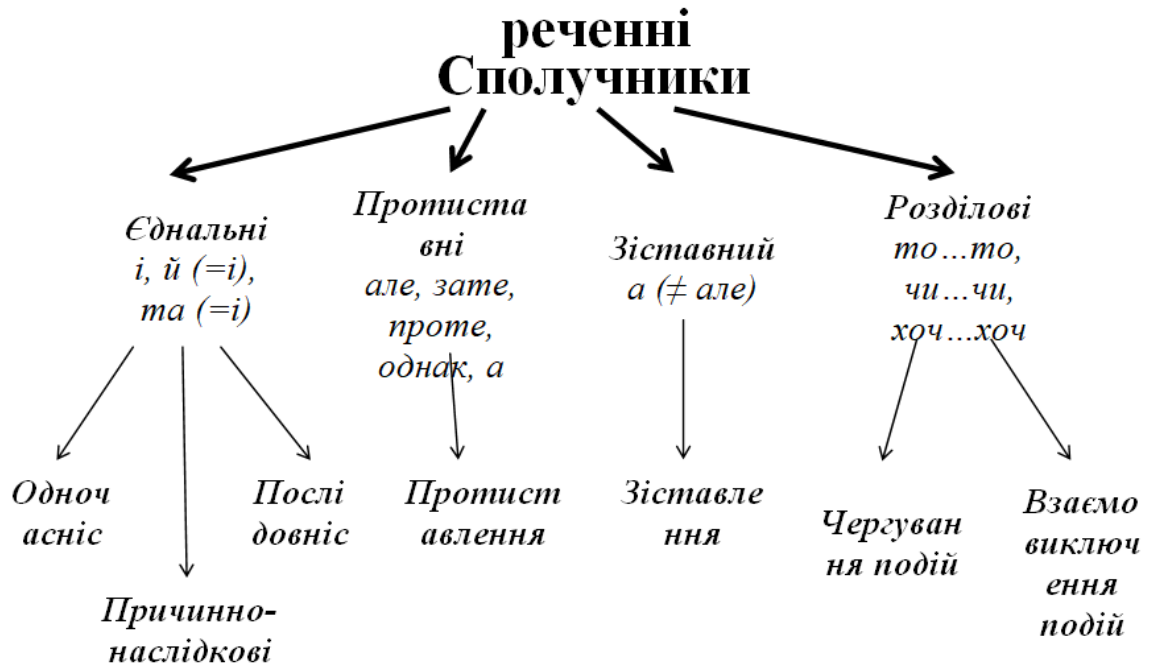 реченні
Сполучники
Єднальні
і, й (=і),
та (=і)
Протиста
вні
але, зате,
проте,
однак, а
Зіставний
а (≠ але)
Розділові
то…то,
чи…чи,
хоч…хоч
Одноч
асніс
Причинно-
наслідкові
Послі
довніс
Протист
авлення
Зіставле
ння
Чергуван
ня подій
Взаємо
виключ
ення
подій